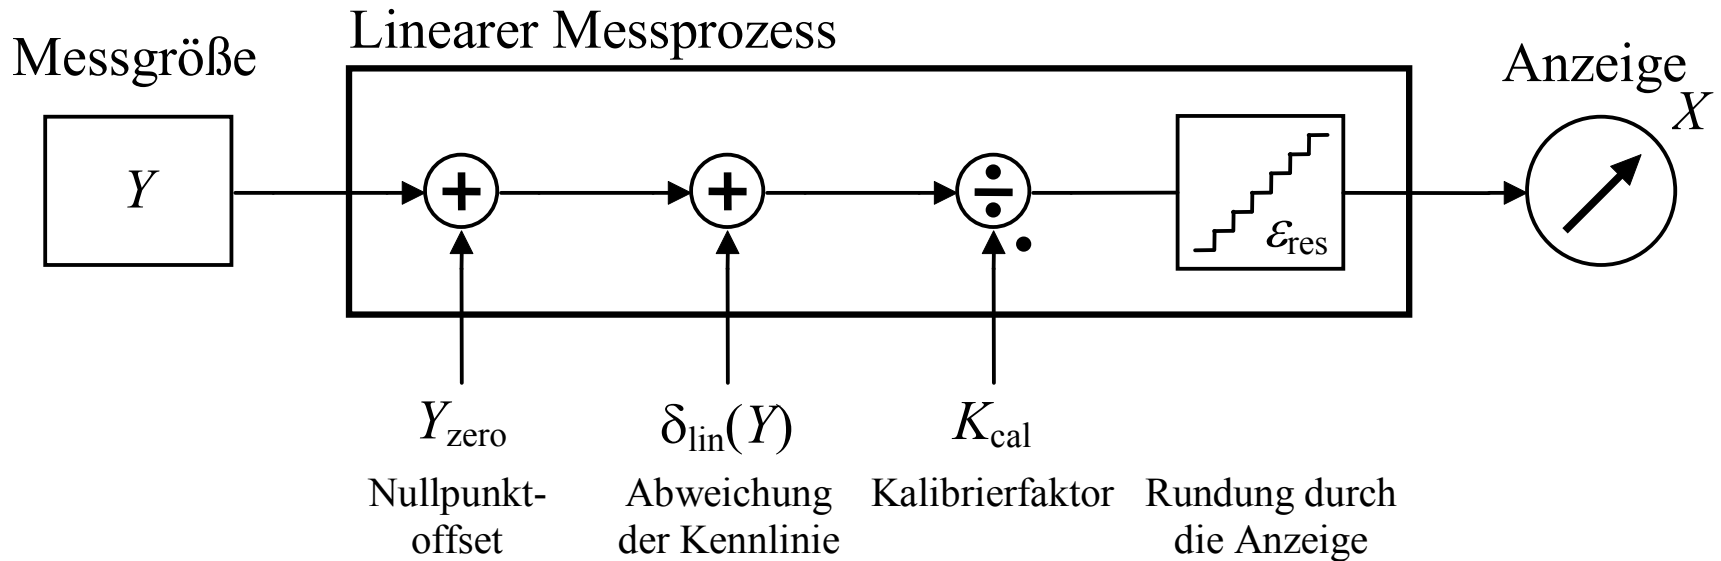 Linearer Messprozess
Messgröße
Anzeige
X
Y
+
+
÷
εres
Yzero
δlin(Y)
Kcal
Nullpunkt-
offset
Abweichung
der Kennlinie
Kalibrierfaktor
Rundung durch
die Anzeige